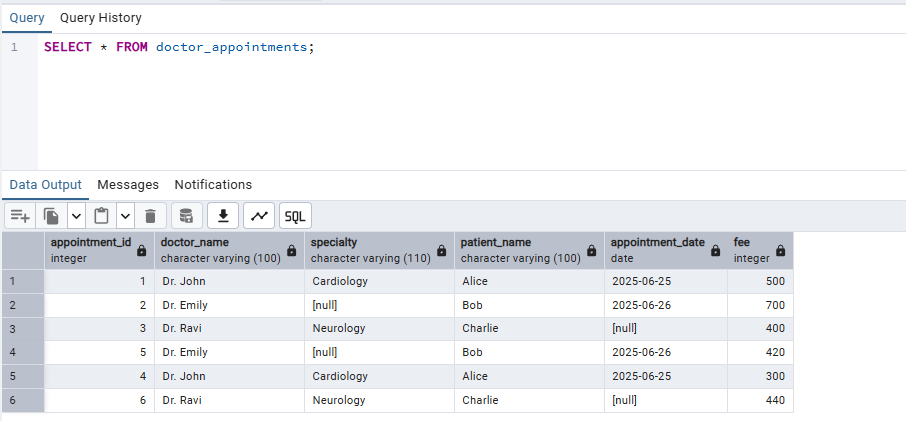 Query Query History
1 SELECT * FROM doctor_appointments;
Data Output Messages Notifications
SQL
appointment_id doctor_name specialty patient_name appointment_date fee
integer character varying (100) character varying (110) character varying (100) date integer
1 1 Dr. John Cardiology Alice 2025-06-25 500
2 2 Dr. Emily [null] Bob 2025-06-26 700
3 3 Dr. Ravi Neurology Charlie [null] 400
4 5 Dr. Emily [null] Bob 2025-06-26 420
5 4 Dr. John Cardiology Alice 2025-06-25 300
6 6 Dr. Ravi Neurology Charlie [null] 440